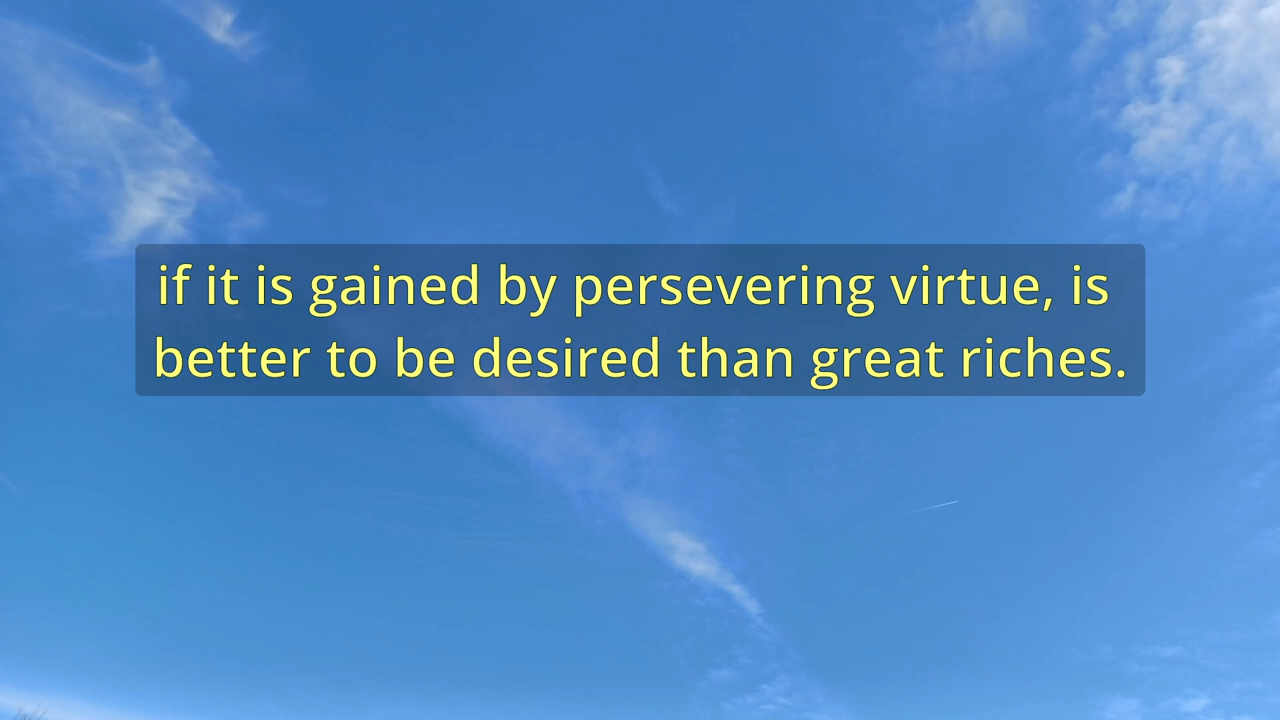 if it is gained by persevering virtue, is
better to be desired than great riches.